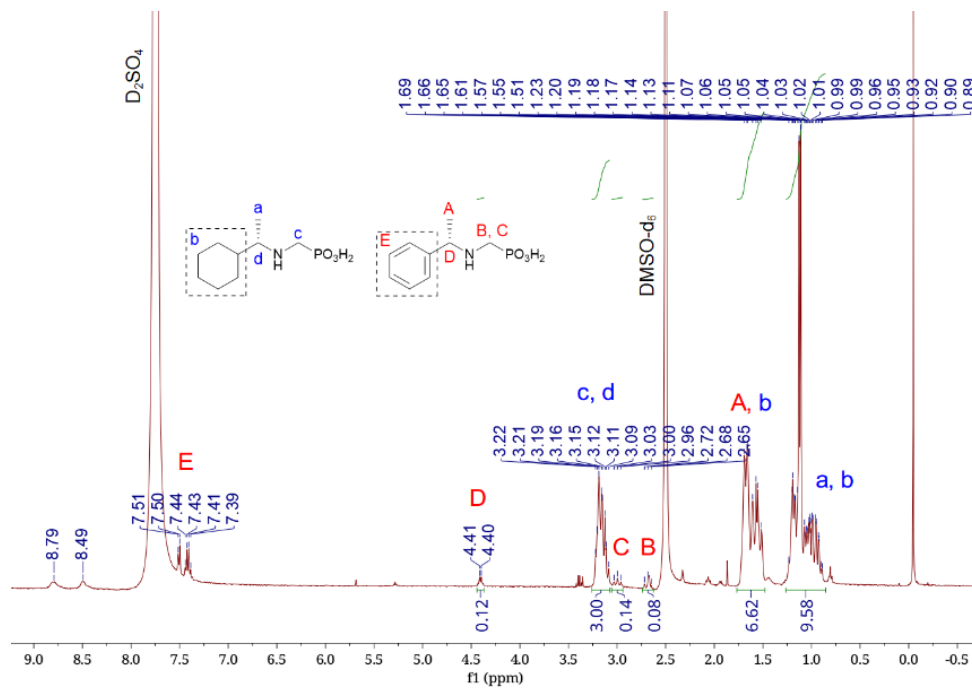 D₂SO₄
1.69 1.66 1.65 1.61 1.57 1.55 1.51 1.23 1.20 1.19 1.18 1.17 1.14 1.13 1.11 1.07 1.06 1.05 1.05 1.04 1.03 1.02 1.01 0.99 0.99 0.96 0.95 0.93 0.92 0.90 0.89
a
b
c
d
NH
PO₃H₂
A
E
B, C
D
NH
PO₃H₂
DMSO-d₆
c, d
A, b
3.22 3.21 3.19 3.16 3.15 3.12 3.11 3.09 3.03 3.00 2.96 2.72 2.68 2.65
a, b
E
7.51 7.50 7.44 7.43 7.41 7.39
D
4.41 4.40
C
B
8.79 8.49
0.12
3.00
0.14
0.08
6.62
9.58
9.0 8.5 8.0 7.5 7.0 6.5 6.0 5.5 5.0 4.5 4.0 3.5 3.0 2.5 2.0 1.5 1.0 0.5 0.0 -0.5
f1 (ppm)